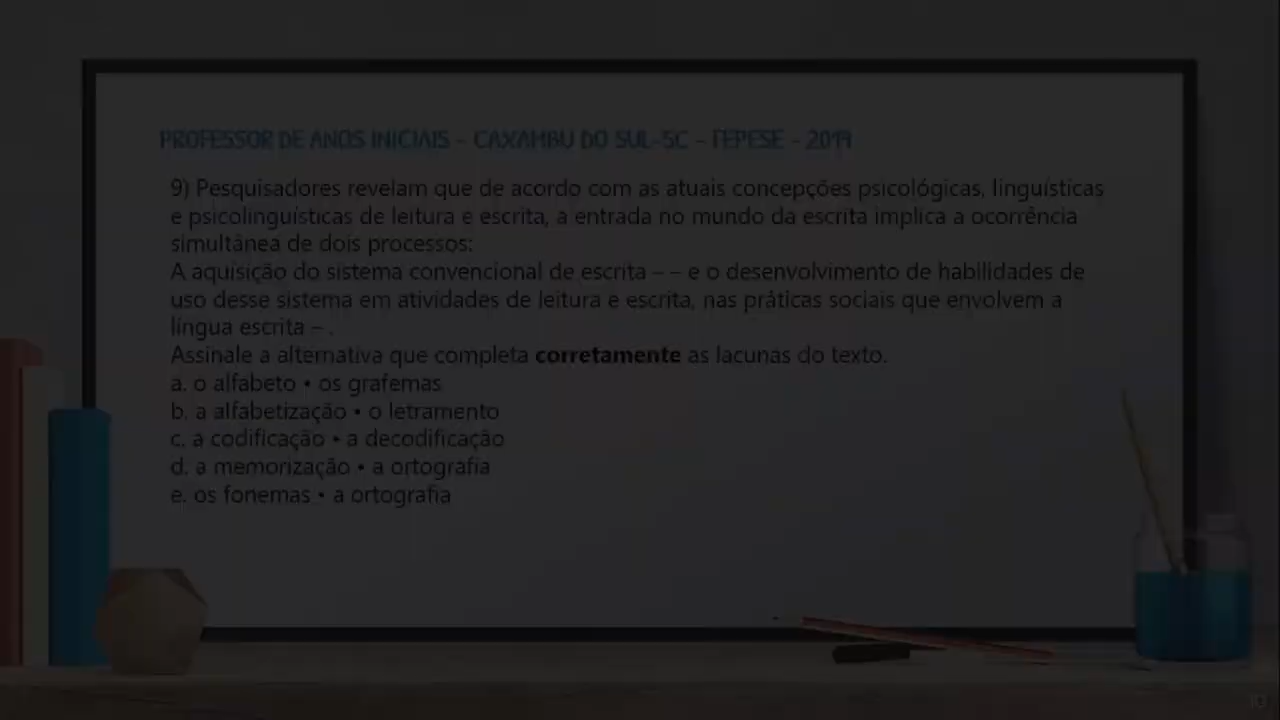 PROFESSOR DE ANOS INICIAIS - CAXAMBU DO SUL-SC - FEPESE - 2019
9) Pesquisadores revelam que de acordo com as atuais concepções psicológicas, linguísticas
e psicolinguísticas de leitura e escrita, a entrada no mundo da escrita implica a ocorrência
simultânea de dois processos:
A aquisição do sistema convencional de escrita – – e o desenvolvimento de habilidades de
uso desse sistema em atividades de leitura e escrita, nas práticas sociais que envolvem a
língua escrita – .
Assinale a alternativa que completa corretamente as lacunas do texto.
a. o alfabeto • os grafemas
b. a alfabetização • o letramento
c. a codificação • a decodificação
d. a memorização • a ortografia
e. os fonemas • a ortografia
10